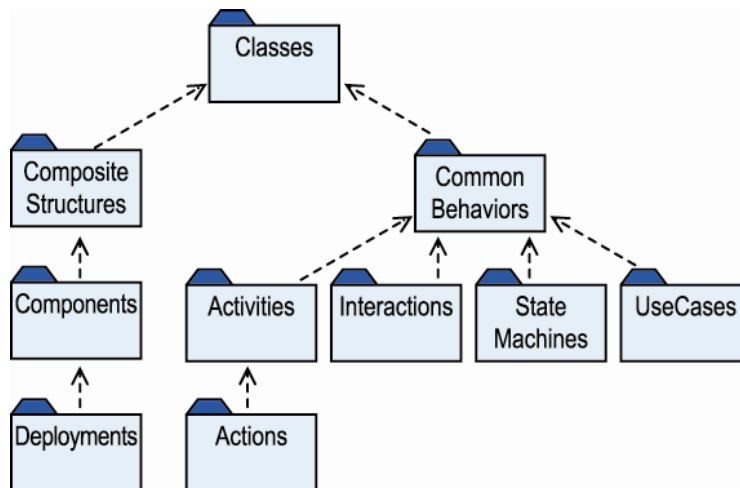 Classes
Composite
Structures
Common
Behaviors
Components
Activities
Interactions
State
Machines
UseCases
Deployments
Actions